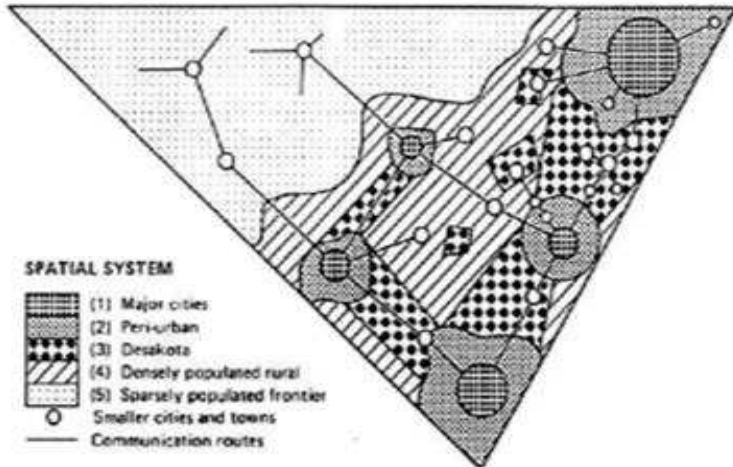 SPATIAL SYSTEM
(1) Major cities
(2) Peri-urban
(3) Desakota
(4) Densely populated rural
(5) Sparsely populated frontier
Smaller cities and towns
Communication routes